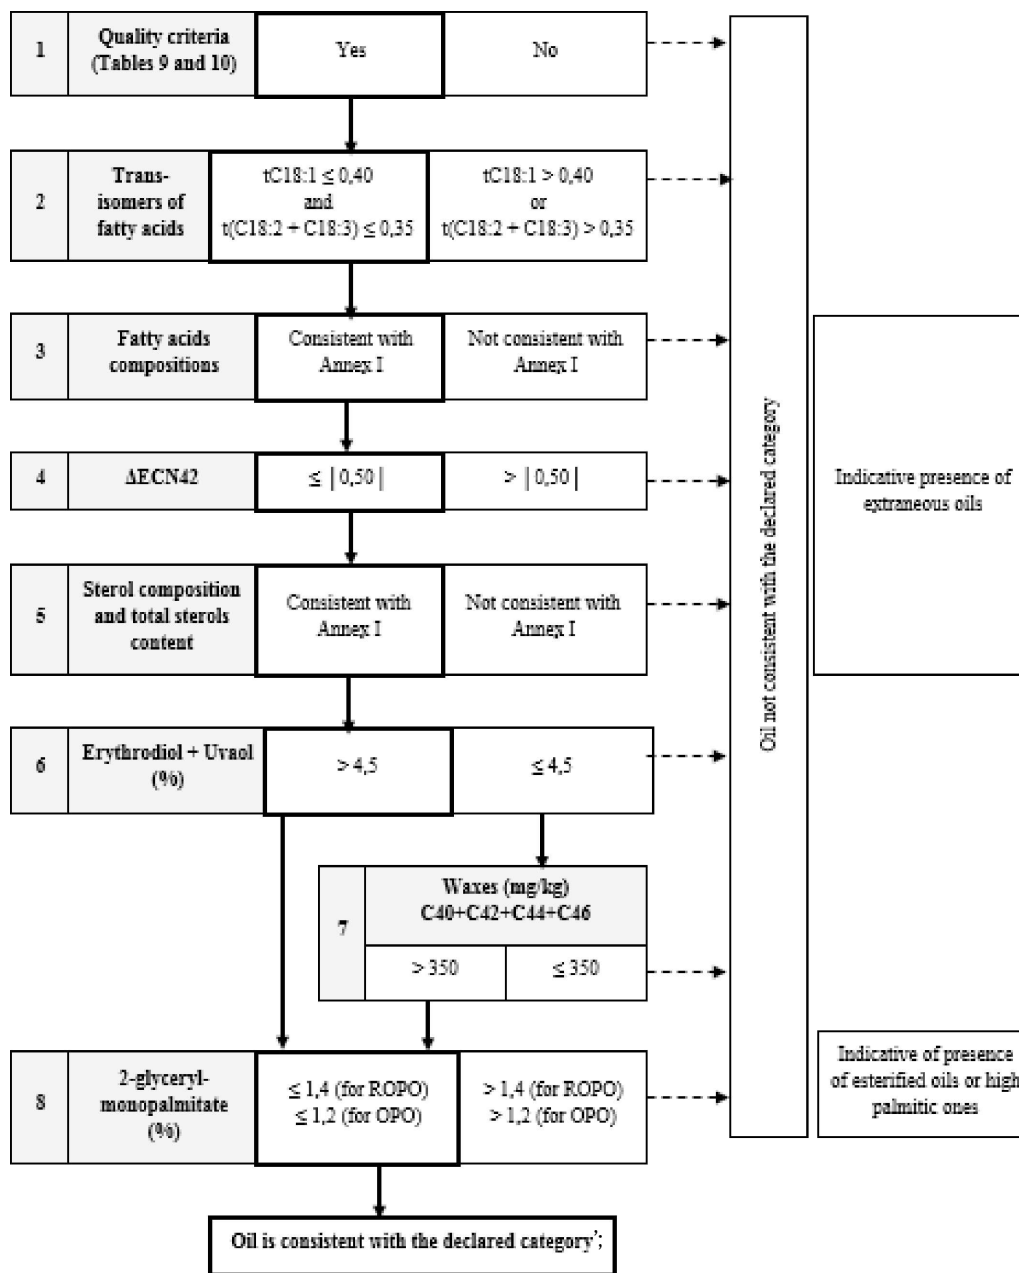 1
Quality criteria
(Tables 9 and 10)
Yes
No
2
Trans-
isomers of
fatty acids
tC18:1 ≤ 0,40
and
t(C18:2 + C18:3) ≤ 0,35
tC18:1 > 0,40
or
t(C18:2 + C18:3) > 0,35
3
Fatty acids
compositions
Consistent with
Annex I
Not consistent with
Annex I
4
ΔECN42
≤ | 0,50 |
> | 0,50 |
5
Sterol composition
and total sterols
content
Consistent with
Annex I
Not consistent with
Annex I
6
Erythrodiol + Uvaol
(%)
> 4,5
≤ 4,5
7
Waxes (mg/kg)
C40+C42+C44+C46
> 350
≤ 350
8
2-glyceryl-
monopalmitate
(%)
≤ 1,4 (for ROPO)
≤ 1,2 (for OPO)
> 1,4 (for ROPO)
> 1,2 (for OPO)
Oil is consistent with the declared category’;
Oil not consistent with the declared category
Indicative presence of
extraneous oils
Indicative of presence
of esterified oils or high
palmitic ones